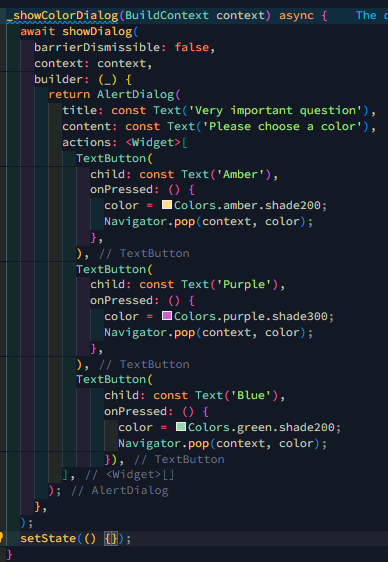 _showColorDialog(BuildContext context) async {     The
await showDialog(
barrierDismissible: false,
context: context,
builder: (_) {
return AlertDialog(
title: const Text('Very important question'),
content: const Text('Please choose a color'),
actions: <Widget>[
TextButton(
child: const Text('Amber'),
onPressed: () {
color = Colors.amber.shade200;
Navigator.pop(context, color);
},
), // TextButton
TextButton(
child: const Text('Purple'),
onPressed: () {
color = Colors.purple.shade300;
Navigator.pop(context, color);
},
), // TextButton
TextButton(
child: const Text('Blue'),
onPressed: () {
color = Colors.green.shade200;
Navigator.pop(context, color);
}), // TextButton
], // <Widget>[]
); // AlertDialog
},
);
setState(() {});
}